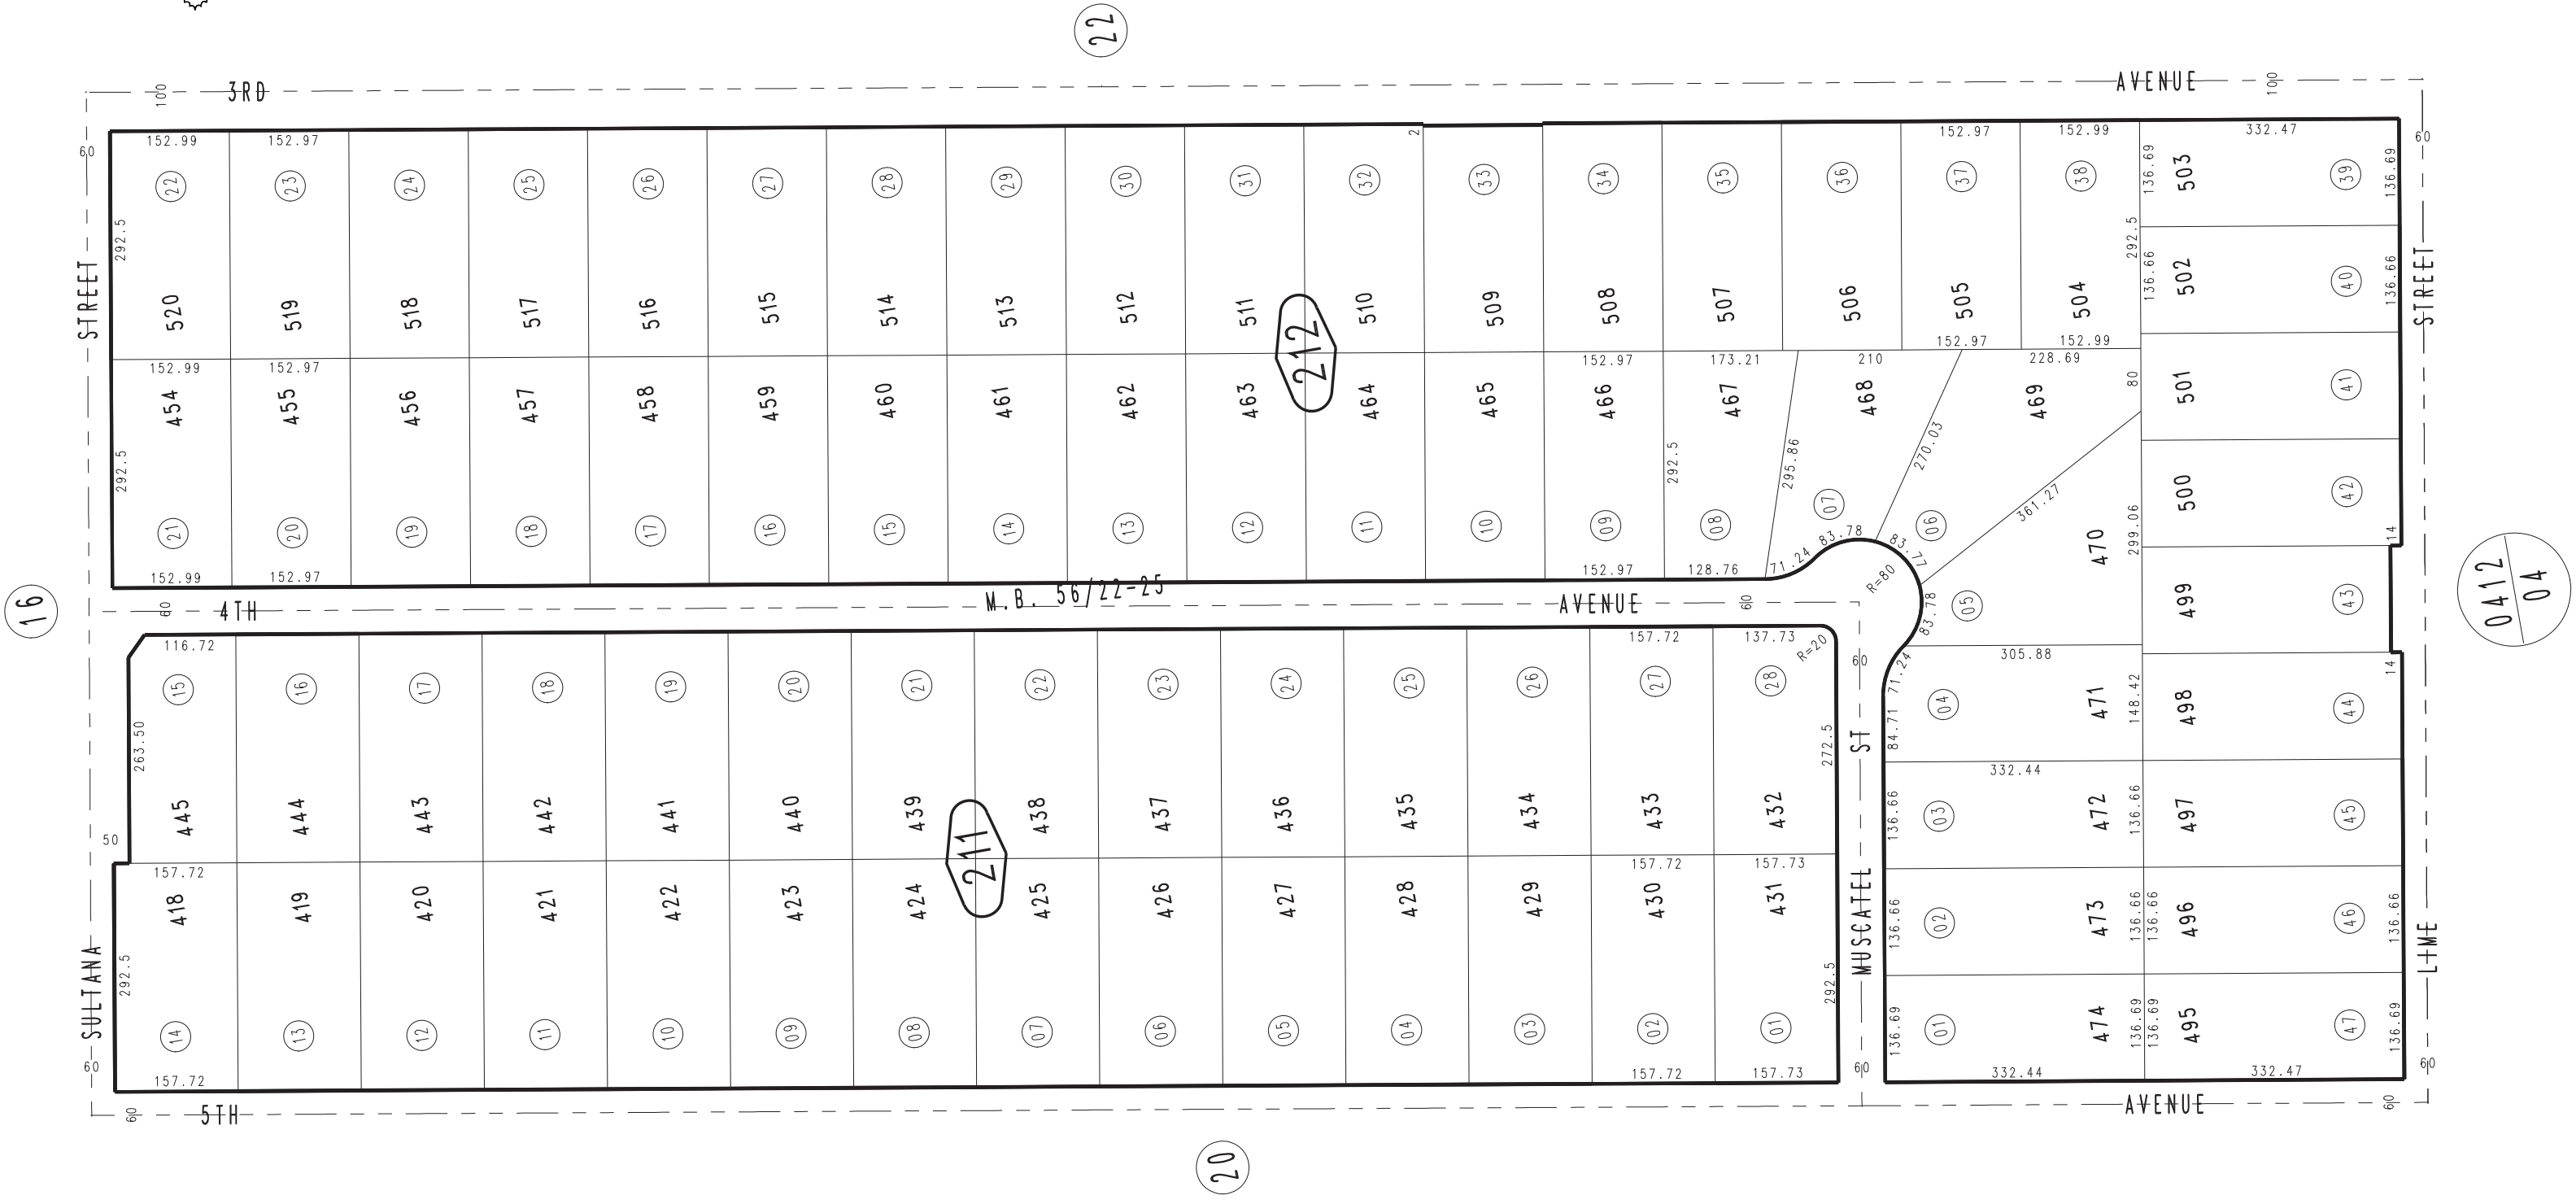 22
3RD AVENUE
100 100
60 152.99 152.97 2 152.97 152.99 332.47 60
22 23 24 25 26 27 28 29 30 31 32 33 34 35 36 37 38 136.69 503 39 136.69
STREET 292.5 292.5 136.66 502 40 136.66 STREET
520 519 518 517 516 515 514 513 512 511 510 509 508 507 506 505 504
212
152.97 152.99
152.99 152.97 152.97 173.21 210 228.69
454 455 456 457 458 459 460 461 462 463 464 465 466 467 468 469 80 501 41
292.5 292.5 295.86 270.03 361.27
21 20 19 18 17 16 15 14 13 12 11 10 09 08 07 06 470 299.06 500 42 14
152.99 152.97 152.97 128.76 71.24 83.78 83.77 R=80
16 60 4TH M.B. 56/22-25 AVENUE 60 83.78 05 499 43 0412 04
116.72 157.72 137.73 R=20 60 71.24 305.88 14
15 16 17 18 19 20 21 22 23 24 25 26 27 28 04 471 148.42 498 44
263.50 272.5 ST 84.71
332.44
445 444 443 442 441 440 439 438 437 436 435 434 433 432 136.66 03 472 136.66 497 45
50 211
157.72 157.72 157.73
418 419 420 421 422 423 424 425 426 427 428 429 430 431 136.66 02 473 136.66 136.66 496 46 136.66
SULTANA 292.5 292.5 MUSCATEL LIME
14 13 12 11 10 09 08 07 06 05 04 03 02 01 136.69 01 474 136.69 136.69 495 47 136.69
60 157.72 157.72 157.73 60 332.44 332.47 60
60 5TH AVENUE 60
20